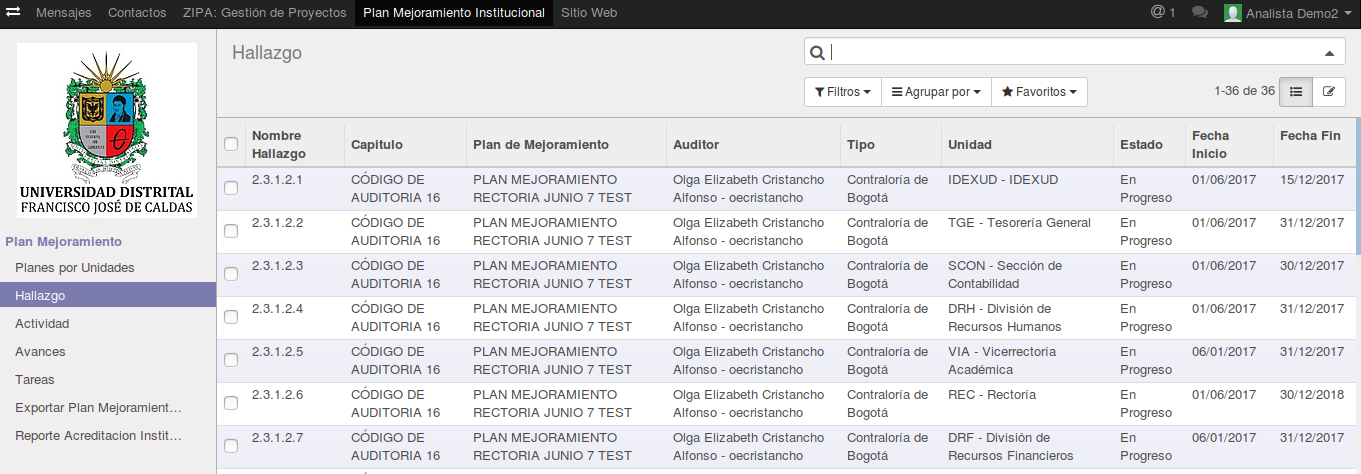 Mensajes Contactos ZIPA: Gestión de Proyectos Plan Mejoramiento Institucional Sitio Web @ 1 Analista Demo2
UNIVERSIDAD DISTRITAL
FRANCISCO JOSÉ DE CALDAS
Plan Mejoramiento
Planes por Unidades
Hallazgo
Actividad
Avances
Tareas
Exportar Plan Mejoramient...
Reporte Acreditacion Instit...
Hallazgo
Filtros Agrupar por Favoritos 1-36 de 36
Nombre Hallazgo Capitulo Plan de Mejoramiento Auditor Tipo Unidad Estado Fecha Inicio Fecha Fin
2.3.1.2.1 CÓDIGO DE AUDITORIA 16 PLAN MEJORAMIENTO RECTORIA JUNIO 7 TEST Olga Elizabeth Cristancho Alfonso - oecristancho Contraloría de Bogotá IDEXUD - IDEXUD En Progreso 01/06/2017 15/12/2017
2.3.1.2.2 CÓDIGO DE AUDITORIA 16 PLAN MEJORAMIENTO RECTORIA JUNIO 7 TEST Olga Elizabeth Cristancho Alfonso - oecristancho Contraloría de Bogotá TGE - Tesorería General En Progreso 01/06/2017 31/12/2017
2.3.1.2.3 CÓDIGO DE AUDITORIA 16 PLAN MEJORAMIENTO RECTORIA JUNIO 7 TEST Olga Elizabeth Cristancho Alfonso - oecristancho Contraloría de Bogotá SCON - Sección de Contabilidad En Progreso 01/06/2017 30/12/2017
2.3.1.2.4 CÓDIGO DE AUDITORIA 16 PLAN MEJORAMIENTO RECTORIA JUNIO 7 TEST Olga Elizabeth Cristancho Alfonso - oecristancho Contraloría de Bogotá DRH - División de Recursos Humanos En Progreso 01/06/2017 31/12/2017
2.3.1.2.5 CÓDIGO DE AUDITORIA 16 PLAN MEJORAMIENTO RECTORIA JUNIO 7 TEST Olga Elizabeth Cristancho Alfonso - oecristancho Contraloría de Bogotá VIA - Vicerrectoría Académica En Progreso 06/01/2017 31/12/2017
2.3.1.2.6 CÓDIGO DE AUDITORIA 16 PLAN MEJORAMIENTO RECTORIA JUNIO 7 TEST Olga Elizabeth Cristancho Alfonso - oecristancho Contraloría de Bogotá REC - Rectoría En Progreso 01/06/2017 30/12/2018
2.3.1.2.7 CÓDIGO DE AUDITORIA 16 PLAN MEJORAMIENTO RECTORIA JUNIO 7 TEST Olga Elizabeth Cristancho Alfonso - oecristancho Contraloría de Bogotá DRF - División de Recursos Financieros En Progreso 06/01/2017 31/12/2017